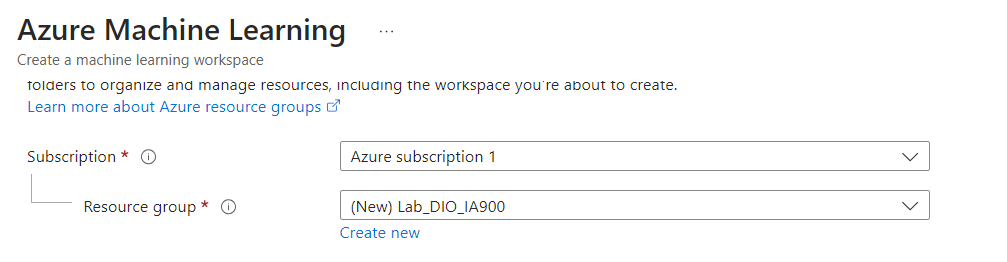 Azure Machine Learning ...
Create a machine learning workspace
folders to organize and manage resources, including the workspace you're about to create.
Learn more about Azure resource groups
Subscription * Azure subscription 1
Resource group * (New) Lab_DIO_IA900
Create new